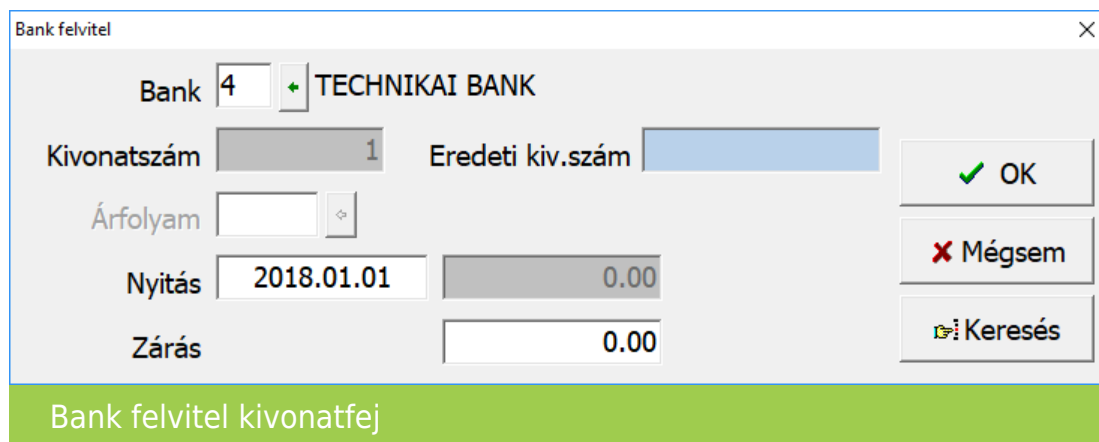 Bank felvitel
Bank 4 TECHNIKAI BANK
Kivonatszám 1 Eredeti kiv.szám
OK
Árfolyam
Mégsem
Nyitás 2018.01.01 0.00
Keresés
Zárás 0.00
Bank felvitel kivonatfej